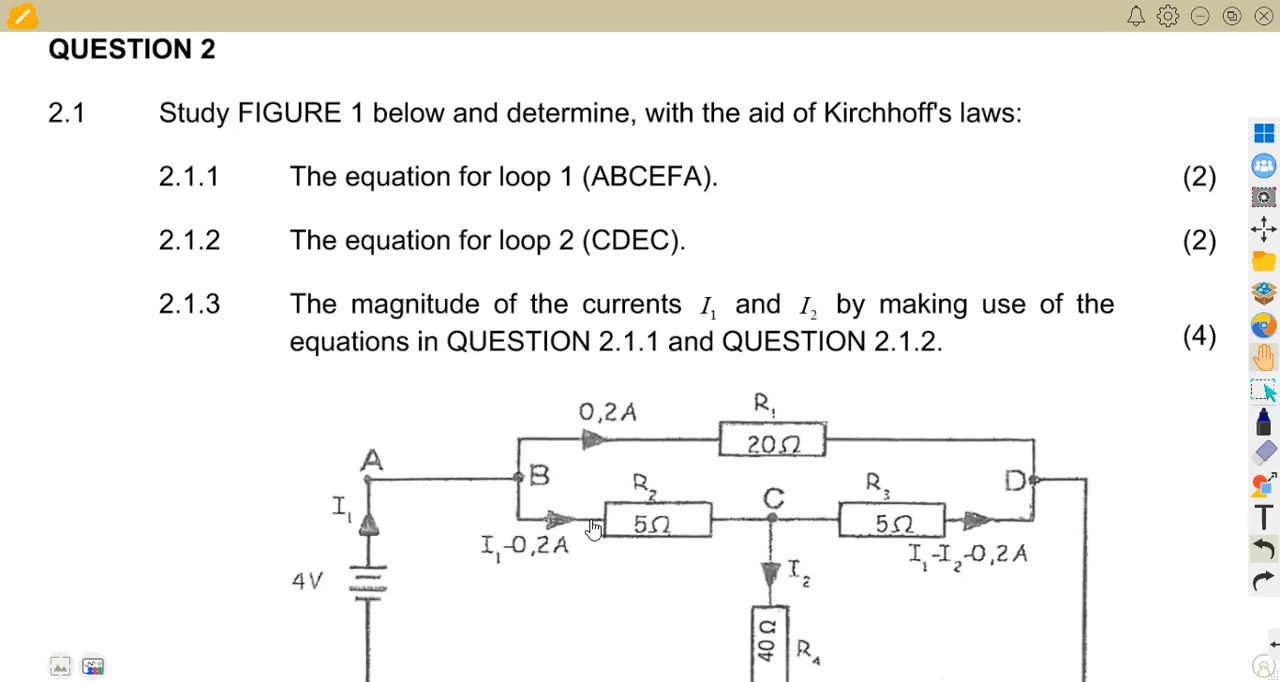 QUESTION 2
2.1 Study FIGURE 1 below and determine, with the aid of Kirchhoff's laws:
2.1.1 The equation for loop 1 (ABCEFA). (2)
2.1.2 The equation for loop 2 (CDEC). (2)
2.1.3 The magnitude of the currents I₁ and I₂ by making use of the
equations in QUESTION 2.1.1 and QUESTION 2.1.2. (4)
0,2A R₁
20Ω
A
B R₂ C R₃ D
I₁
5Ω 5Ω
I₁-0,2A I₁-I₂-0,2A
4V I₂
40Ω R₄